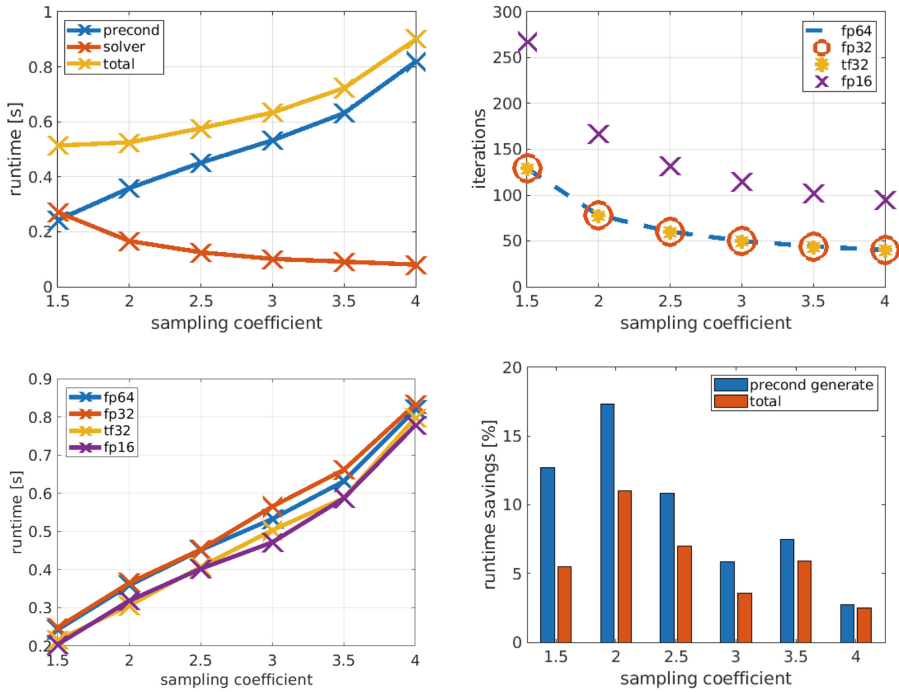 1
0.8
0.6
0.4
0.2
0
runtime [s]
precond
solver
total
1.5 2 2.5 3 3.5 4
sampling coefficient
300
250
200
150
100
50
0
iterations
fp64
fp32
tf32
fp16
1.5 2 2.5 3 3.5 4
sampling coefficient
0.9
0.8
0.7
0.6
0.5
0.4
0.3
0.2
runtime [s]
fp64
fp32
tf32
fp16
1.5 2 2.5 3 3.5 4
sampling coefficient
20
15
10
5
0
runtime savings [%]
precond generate
total
1.5 2 2.5 3 3.5 4
sampling coefficient